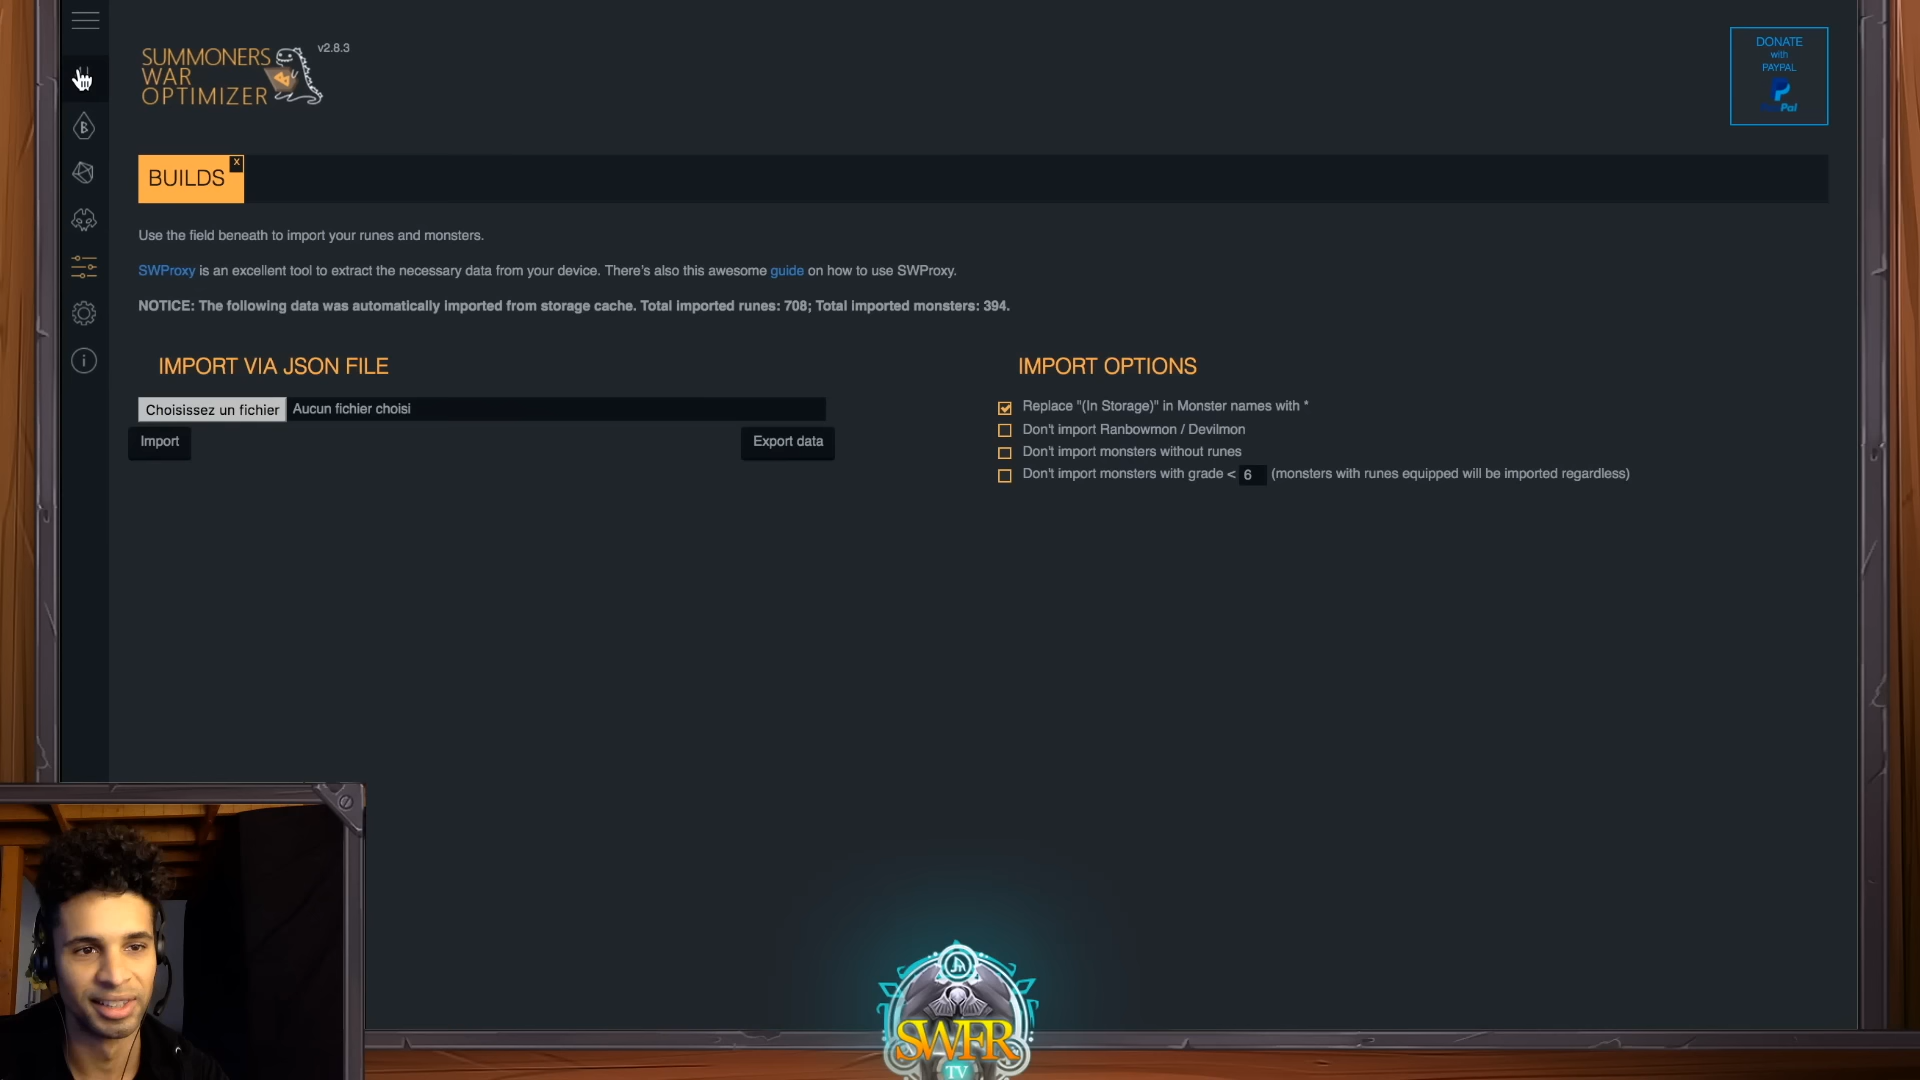 SUMMONERS
WAR
OPTIMIZER
v2.8.3
DONATE
with
PAYPAL
PayPal
BUILDS
x
Use the field beneath to import your runes and monsters.
SWProxy is an excellent tool to extract the necessary data from your device. There's also this awesome guide on how to use SWProxy.
NOTICE: The following data was automatically imported from storage cache. Total imported runes: 708; Total imported monsters: 394.
IMPORT VIA JSON FILE
Choisissez un fichier Aucun fichier choisi
Import
Export data
IMPORT OPTIONS
Replace "(In Storage)" in Monster names with *
Don't import Ranbowmon / Devilmon
Don't import monsters without runes
Don't import monsters with grade < 6 (monsters with runes equipped will be imported regardless)
SWFR
TV